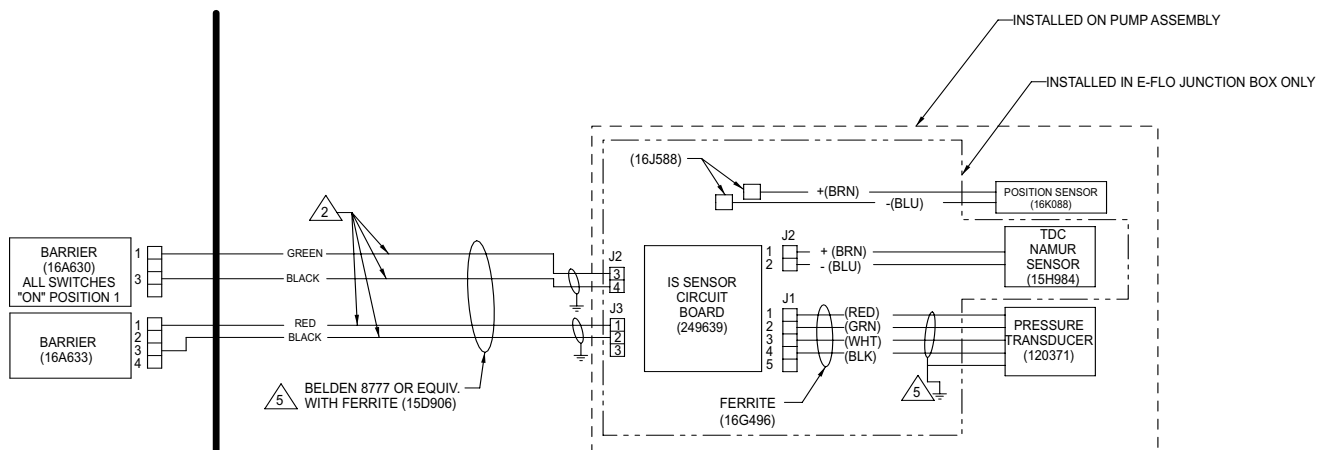 INSTALLED ON PUMP ASSEMBLY
INSTALLED IN E-FLO JUNCTION BOX ONLY
(16J588)
+(BRN)
-(BLU)
POSITION SENSOR
(16K088)
2
BARRIER
(16A630)
ALL SWITCHES
"ON" POSITION 1
1
3
GREEN
BLACK
J2
3
4
IS SENSOR
CIRCUIT
BOARD
(249639)
J2
1
2
+ (BRN)
- (BLU)
TDC
NAMUR
SENSOR
(15H984)
BARRIER
(16A633)
1
2
3
4
RED
BLACK
J3
1
2
3
J1
1
2
3
4
5
(RED)
(GRN)
(WHT)
(BLK)
PRESSURE
TRANSDUCER
(120371)
5
BELDEN 8777 OR EQUIV.
WITH FERRITE (15D906)
FERRITE
(16G496)
5